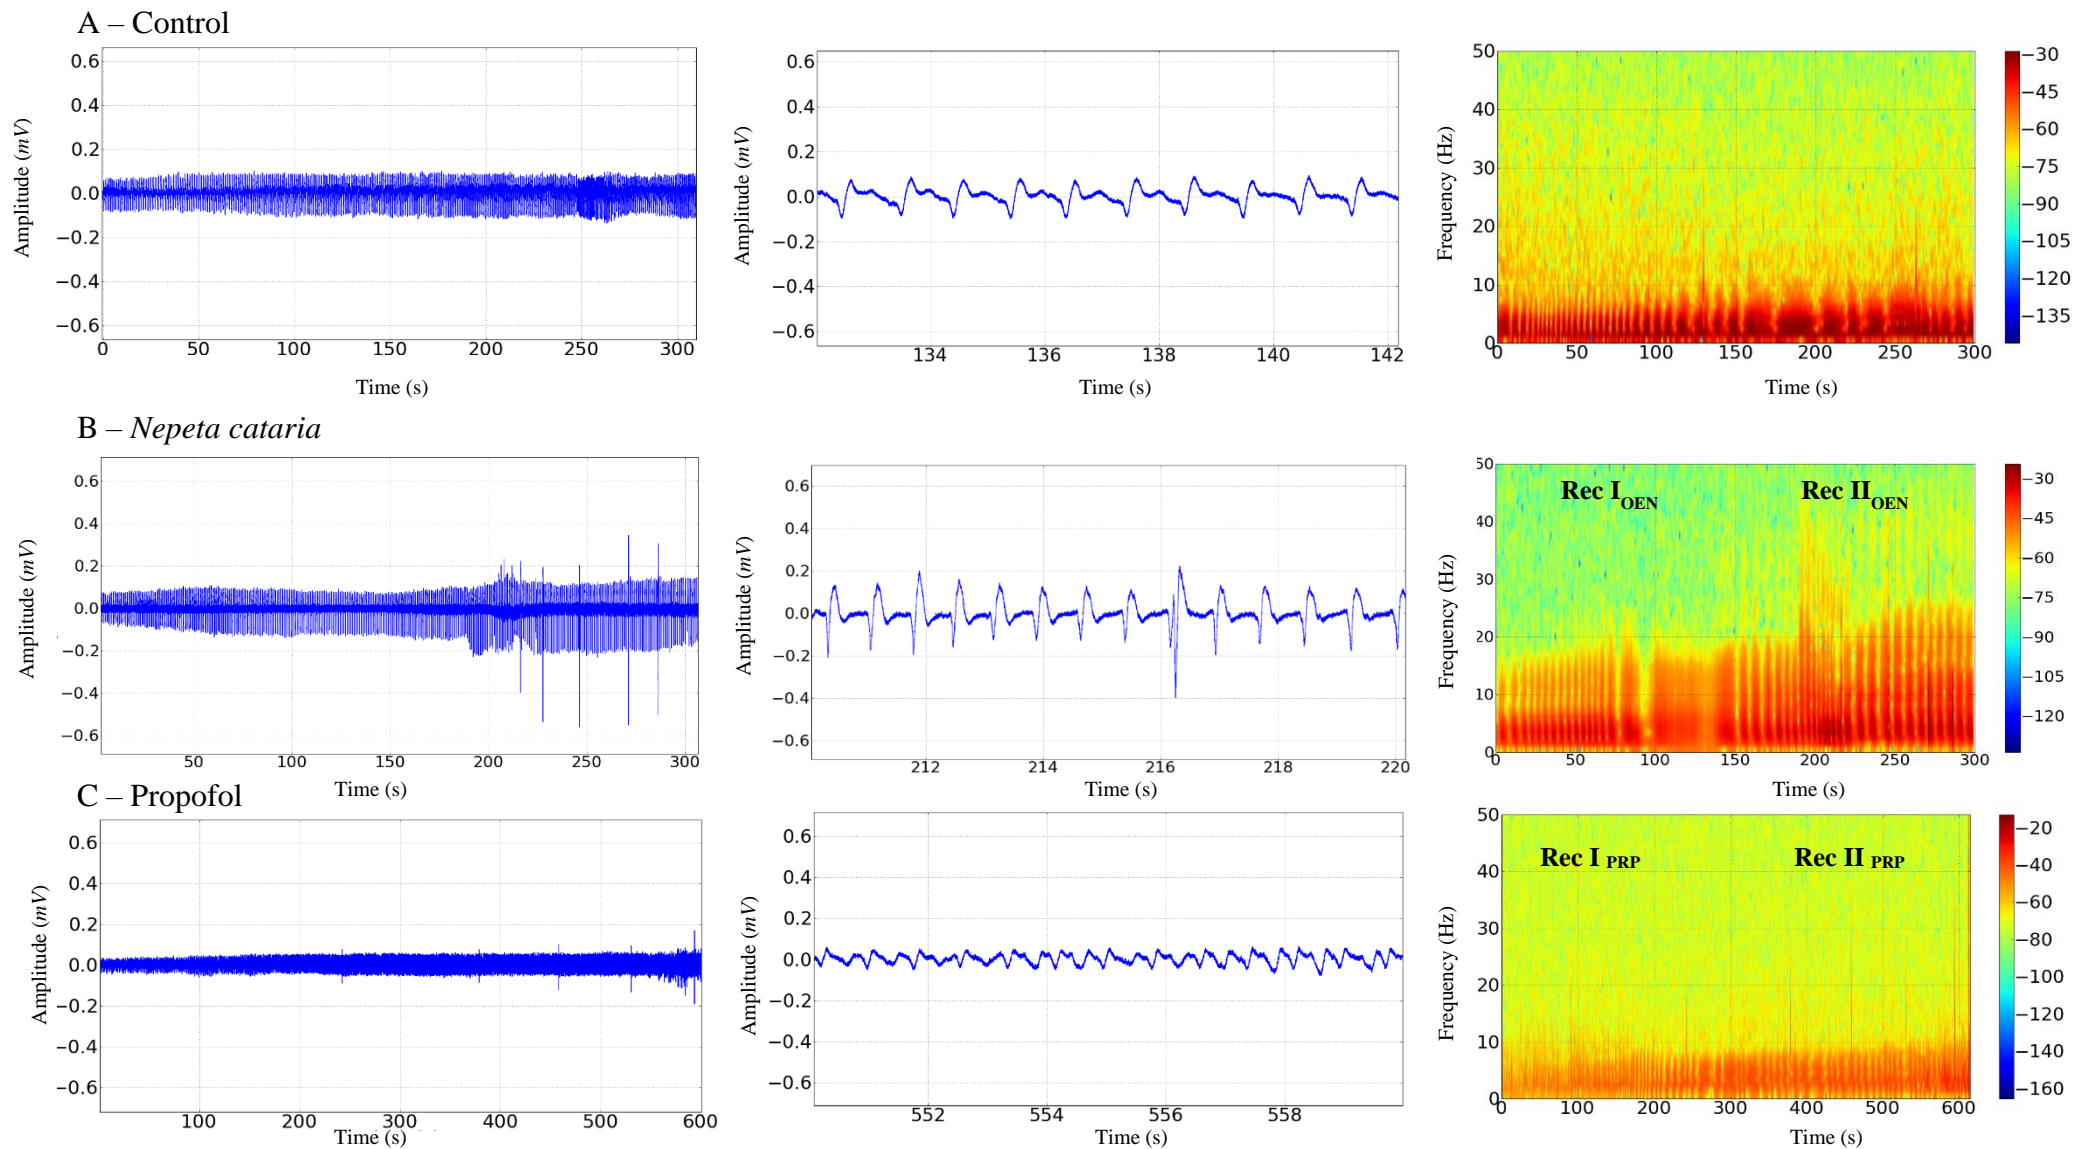 A – Control
0.6
0.4
0.2
0.0
−0.2
−0.4
−0.6
Amplitude (mV)
0 50 100 150 200 250 300
Time (s)
0.6
0.4
0.2
0.0
−0.2
−0.4
−0.6
Amplitude (mV)
134 136 138 140 142
Time (s)
50
40
30
20
10
0
Frequency (Hz)
0 50 100 150 200 250 300
Time (s)
−30
−45
−60
−75
−90
−105
−120
−135
B – Nepeta cataria
0.6
0.4
0.2
0.0
−0.2
−0.4
−0.6
Amplitude (mV)
50 100 150 200 250 300
Time (s)
0.6
0.4
0.2
0.0
−0.2
−0.4
−0.6
Amplitude (mV)
212 214 216 218 220
Time (s)
Rec I OEN Rec II OEN
50
40
30
20
10
0
Frequency (Hz)
0 50 100 150 200 250 300
Time (s)
−30
−45
−60
−75
−90
−105
−120
C – Propofol
0.6
0.4
0.2
0.0
−0.2
−0.4
−0.6
Amplitude (mV)
100 200 300 400 500 600
Time (s)
0.6
0.4
0.2
0.0
−0.2
−0.4
−0.6
Amplitude (mV)
552 554 556 558
Time (s)
Rec I PRP Rec II PRP
50
40
30
20
10
0
Frequency (Hz)
0 100 200 300 400 500 600
Time (s)
−20
−40
−60
−80
−100
−120
−140
−160